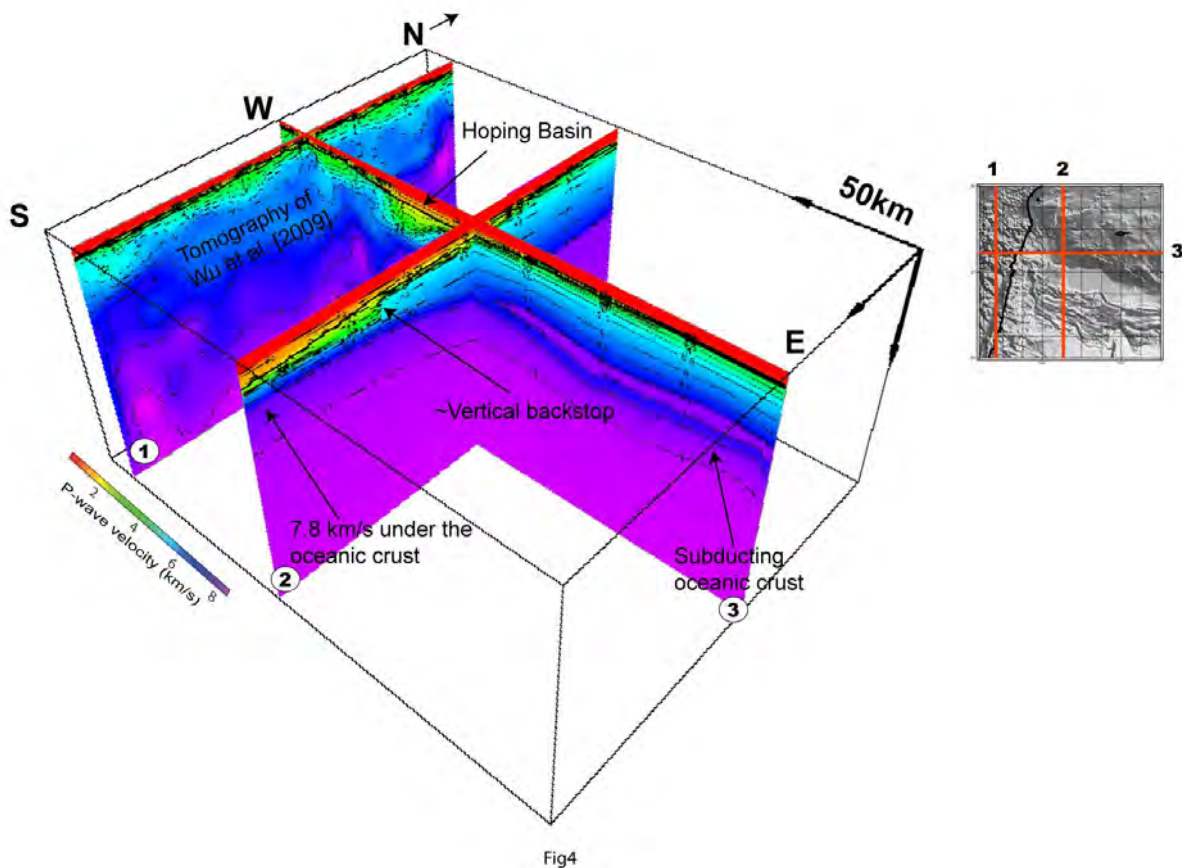 N
W
Hoping Basin
S
Tomography of
Wu at al. [2009]
50km
1
2
3
E
~Vertical backstop
1
2
4
6
8
P-wave velocity (km/s)
7.8 km/s under the
oceanic crust
Subducting
oceanic crust
2
3
Fig4